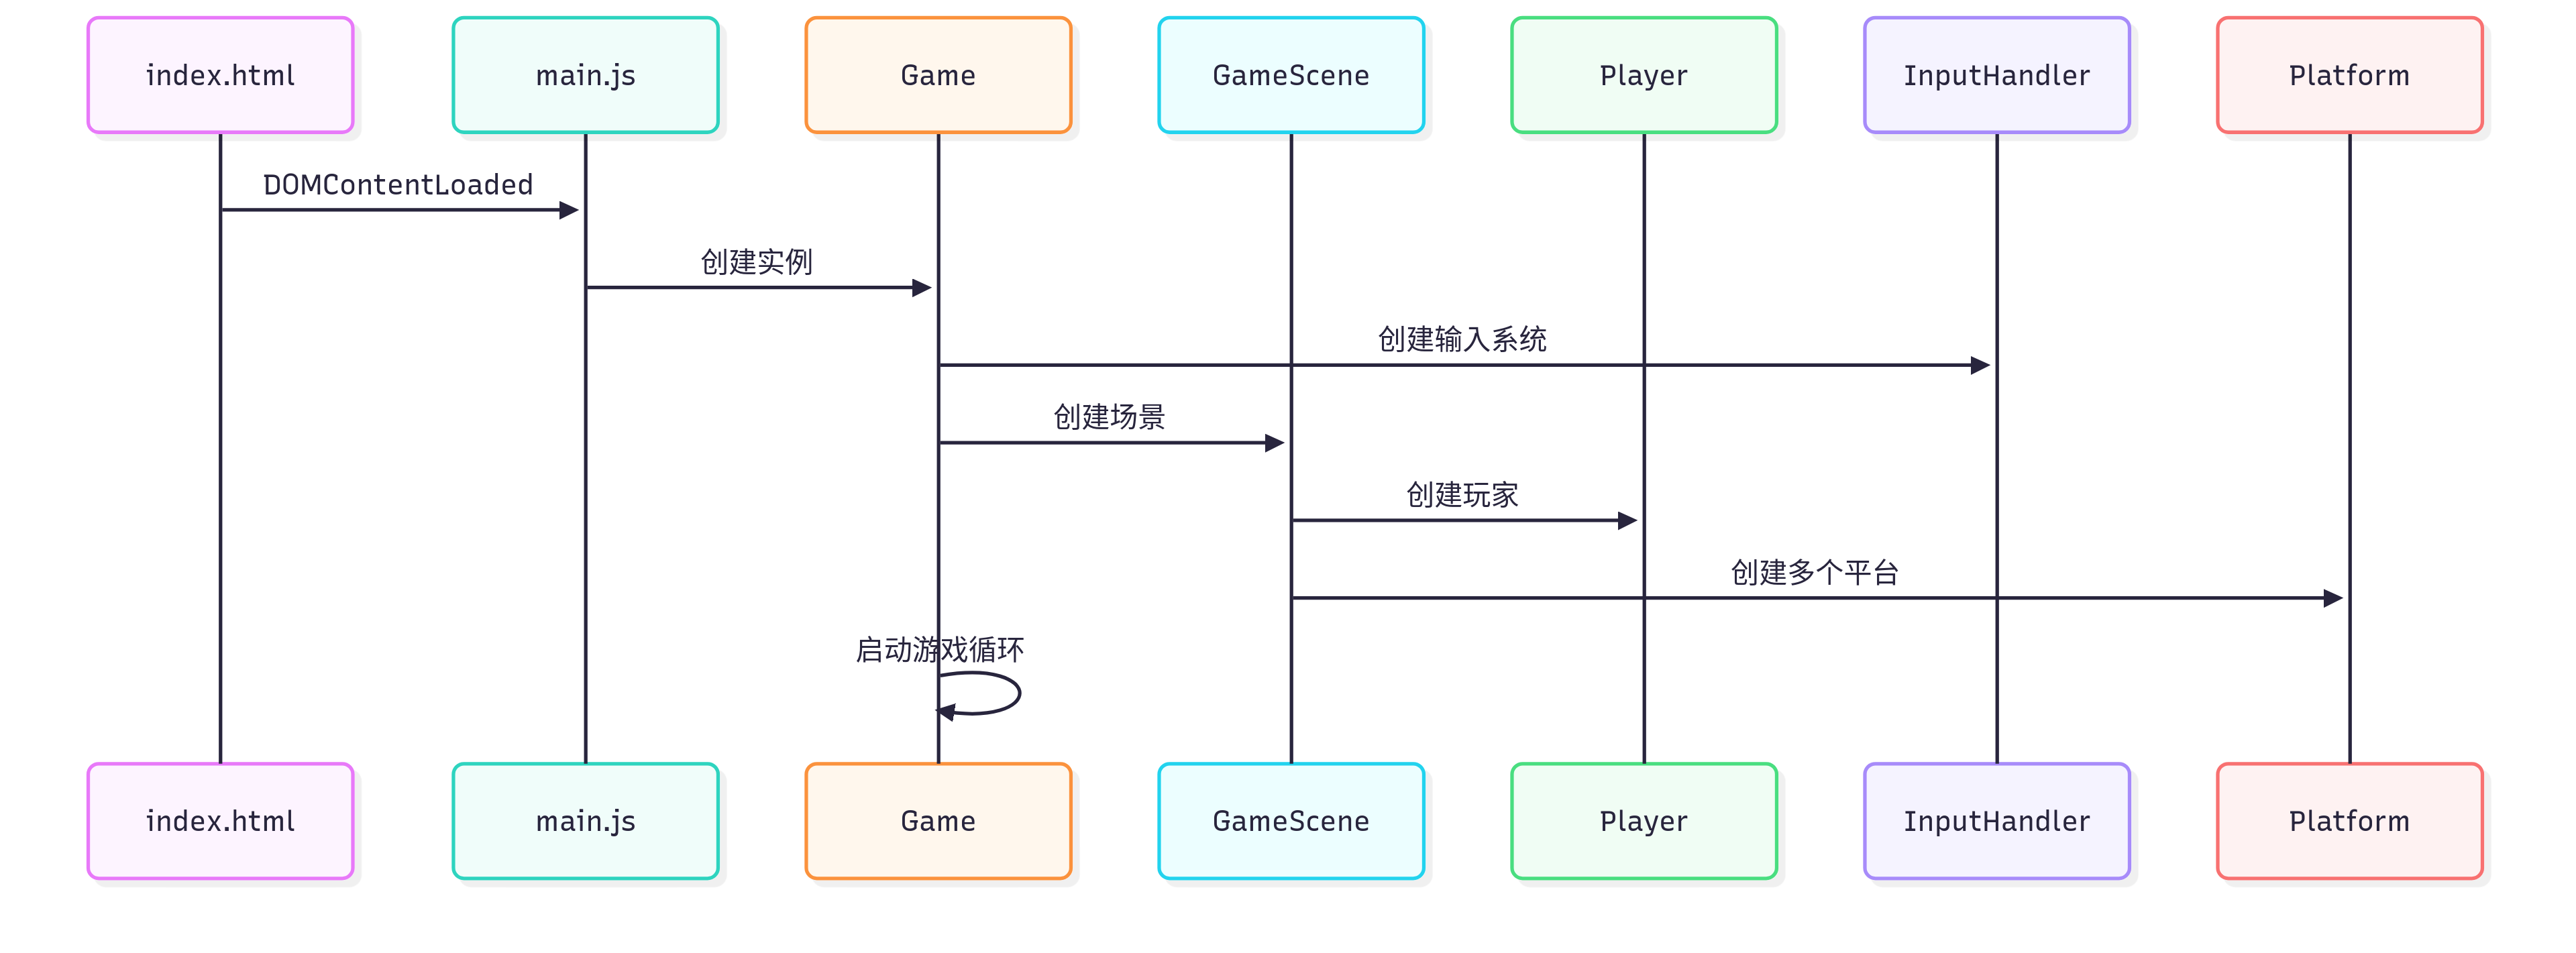 index.html
main.js
Game
GameScene
Player
InputHandler
Platform
DOMContentLoaded
创建实例
创建输入系统
创建场景
创建玩家
创建多个平台
启动游戏循环
index.html
main.js
Game
GameScene
Player
InputHandler
Platform